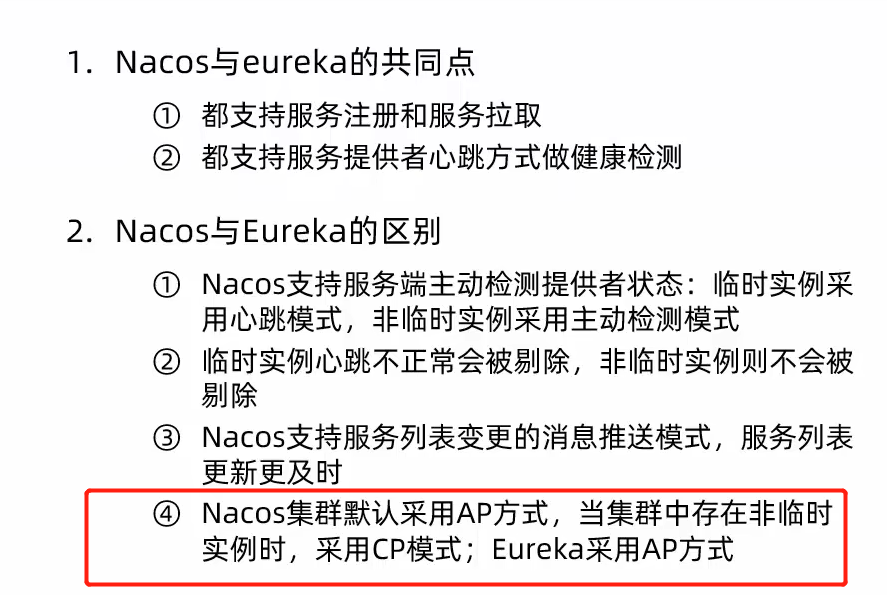 1. Nacos与eureka的共同点
① 都支持服务注册和服务拉取
② 都支持服务提供者心跳方式做健康检测
2. Nacos与Eureka的区别
① Nacos支持服务端主动检测提供者状态：临时实例采
用心跳模式，非临时实例采用主动检测模式
② 临时实例心跳不正常会被剔除，非临时实例则不会被
剔除
③ Nacos支持服务列表变更的消息推送模式，服务列表
更新更及时
④ Nacos集群默认采用AP方式，当集群中存在非临时
实例时，采用CP模式；Eureka采用AP方式